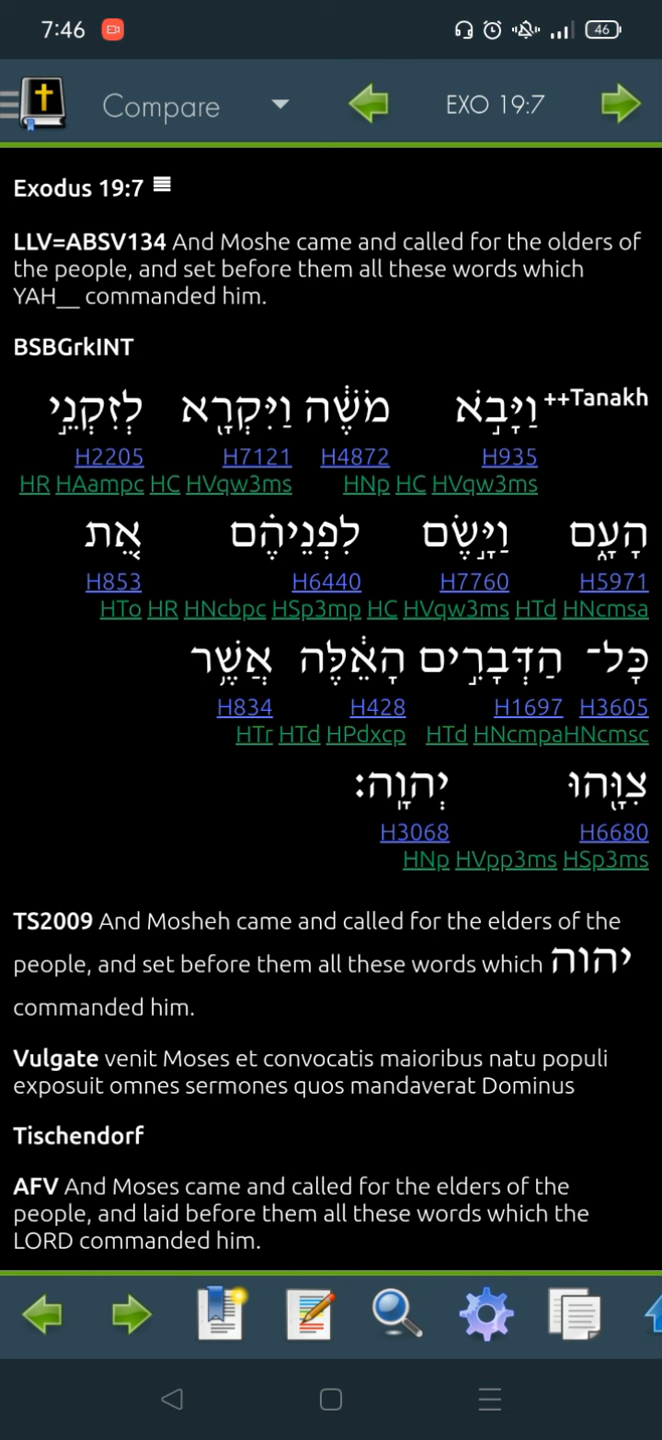 7:46 46
Compare EXO 19:7
Exodus 19:7
LLV=ABSV134 And Moshe came and called for the olders of
the people, and set before them all these words which
YAH__ commanded him.
BSBGrkINT
++Tanakh וַיָּבֹ֣א מֹשֶׁ֔ה וַיִּקְרָ֖א לְזִקְנֵ֣י
H2205 H7121 H4872 H935
HR HAampc HC HVqw3ms HNp HC HVqw3ms
הָעָ֑ם וַיָּ֣שֶׂם לִפְנֵיהֶ֗ם אֵ֚ת
H853 H6440 H7760 H5971
HTo HR HNcbpc HSp3mp HC HVqw3ms HTd HNcmsa
כָּל־ הַדְּבָרִ֣ים הָאֵ֔לֶּה אֲשֶׁ֥ר
H834 H428 H1697 H3605
HTr HTd HPdxcp HTd HNcmpaHNcmsc
צִוָּ֖הוּ יְהוָֽה׃
H3068 H6680
HNp HVpp3ms HSp3ms
TS2009 And Mosheh came and called for the elders of the
people, and set before them all these words which יהוה
commanded him.
Vulgate venit Moses et convocatis maioribus natu populi
exposuit omnes sermones quos mandaverat Dominus
Tischendorf
AFV And Moses came and called for the elders of the
people, and laid before them all these words which the
LORD commanded him.